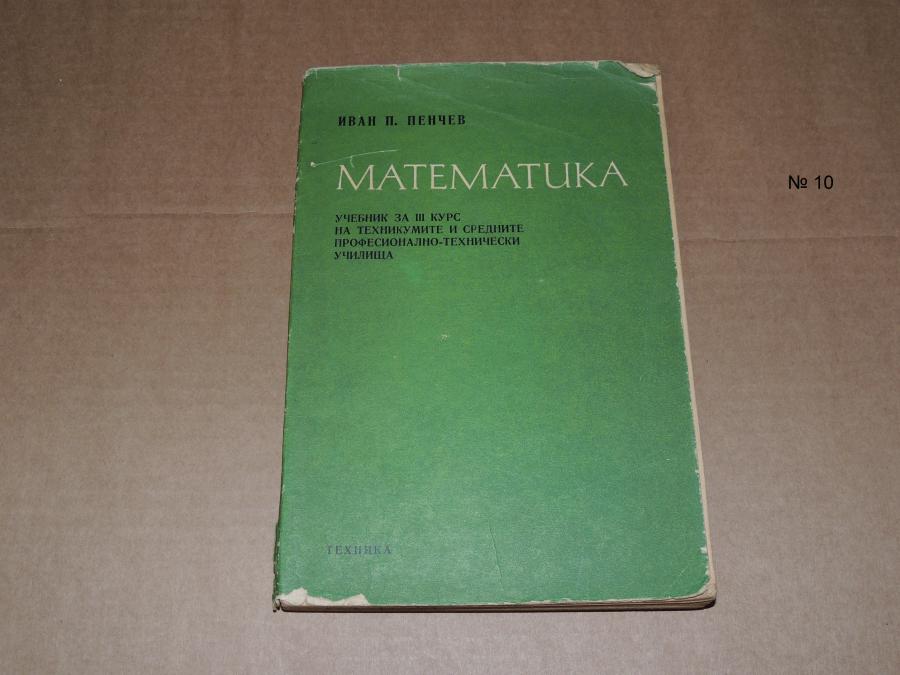 ИВАН П. ПЕНЧЕВ
МАТЕМАТИКА
УЧЕБНИК ЗА III КУРС
НА ТЕХНИКУМИТЕ И СРЕДНИТЕ
ПРОФЕСИОНАЛНО-ТЕХНИЧЕСКИ
УЧИЛИЩА
ТЕХНИКА
№ 10